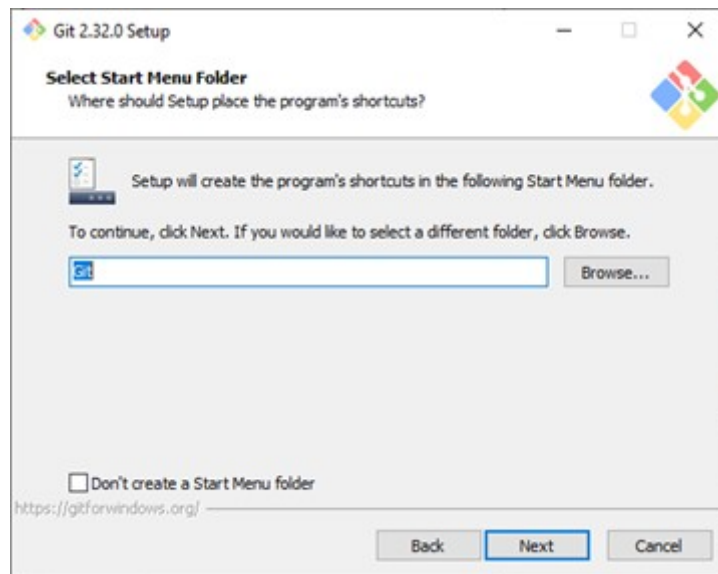 Git 2.32.0 Setup
Select Start Menu Folder
Where should Setup place the program's shortcuts?
Setup will create the program's shortcuts in the following Start Menu folder.
To continue, click Next. If you would like to select a different folder, click Browse.
Git
Browse...
Don't create a Start Menu folder
https://gitforwindows.org/
Back
Next
Cancel